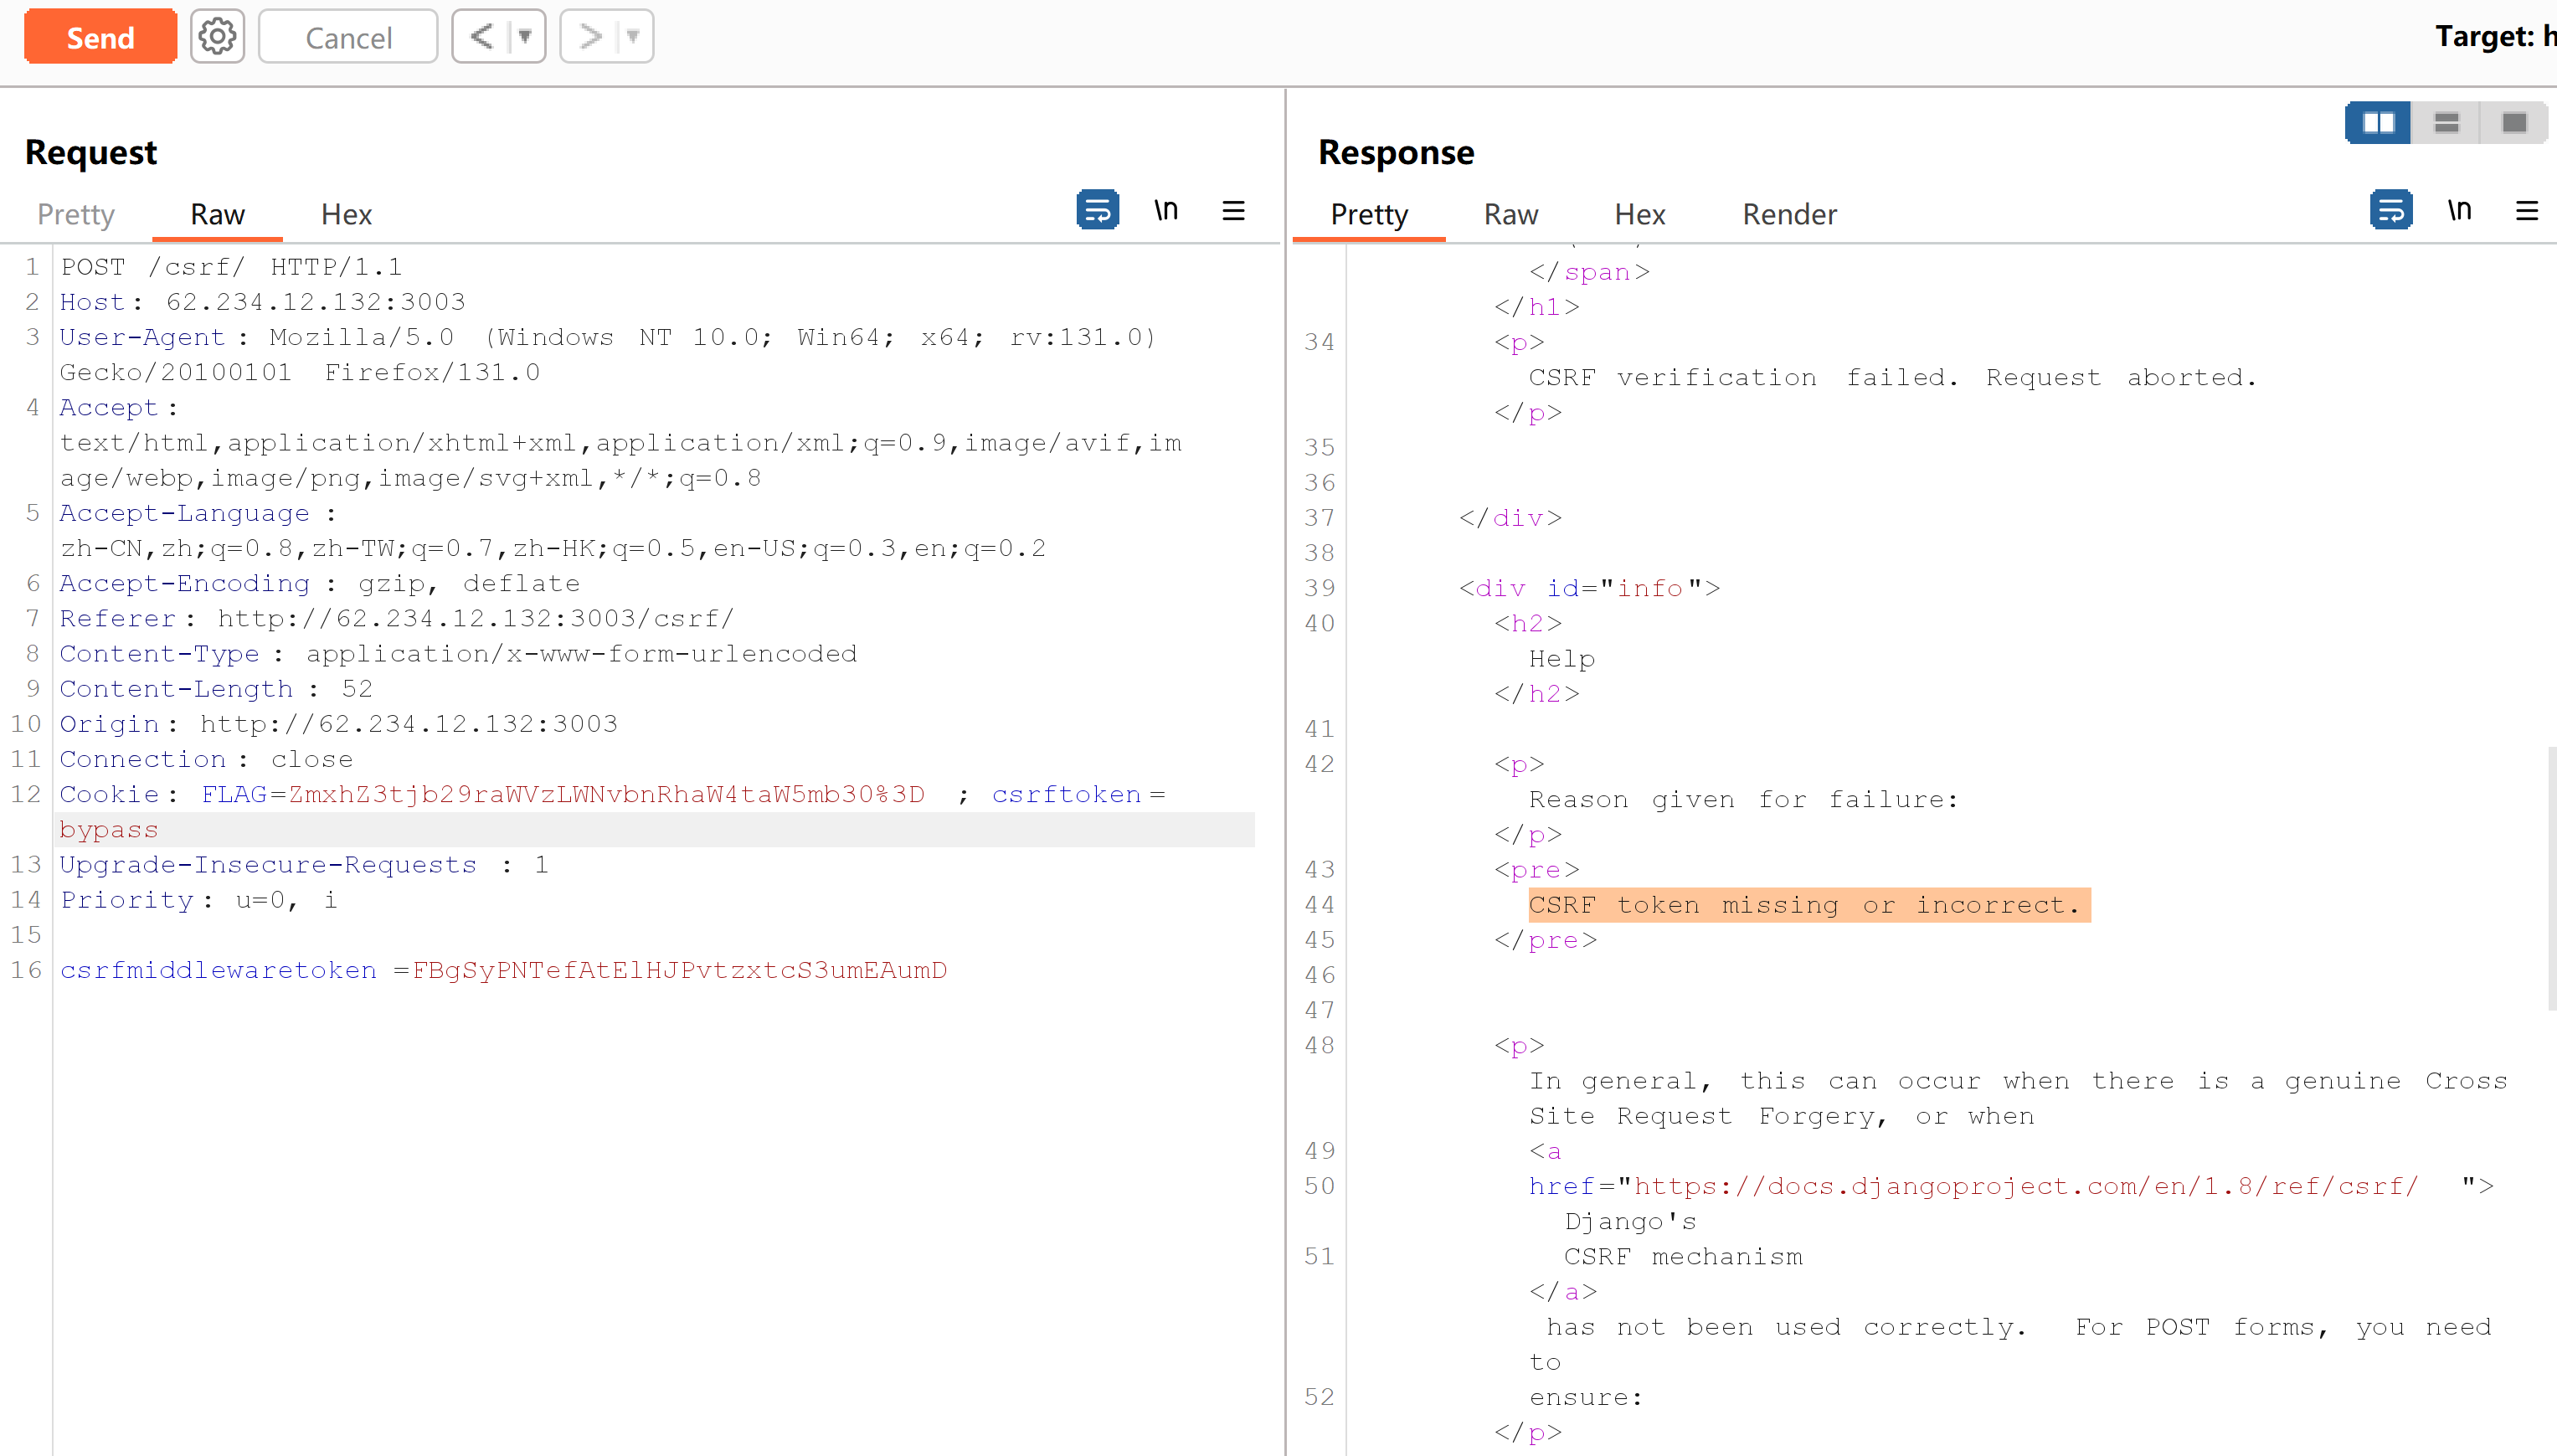 Send
Cancel
Target: h
Request
Pretty
Raw
Hex
\n
1 POST /csrf/ HTTP/1.1
2 Host: 62.234.12.132:3003
3 User-Agent: Mozilla/5.0 (Windows NT 10.0; Win64; x64; rv:131.0)
Gecko/20100101 Firefox/131.0
4 Accept:
text/html,application/xhtml+xml,application/xml;q=0.9,image/avif,im
age/webp,image/png,image/svg+xml,*/*;q=0.8
5 Accept-Language:
zh-CN,zh;q=0.8,zh-TW;q=0.7,zh-HK;q=0.5,en-US;q=0.3,en;q=0.2
6 Accept-Encoding: gzip, deflate
7 Referer: http://62.234.12.132:3003/csrf/
8 Content-Type: application/x-www-form-urlencoded
9 Content-Length: 52
10 Origin: http://62.234.12.132:3003
11 Connection: close
12 Cookie: FLAG=ZmxhZ3tjb29raWVzLWNvbnRhaW4taW5mb30%3D ; csrftoken=
bypass
13 Upgrade-Insecure-Requests: 1
14 Priority: u=0, i
15
16 csrfmiddlewaretoken=FBgSyPNTefAtElHJPvtzxtcS3umEAumD
Response
Pretty
Raw
Hex
Render
\n
</span>
</h1>
34 <p>
CSRF verification failed. Request aborted.
</p>
35
36
37 </div>
38
39 <div id="info">
40 <h2>
Help
</h2>
41
42 <p>
Reason given for failure:
</p>
43 <pre>
44 CSRF token missing or incorrect.
45 </pre>
46
47
48 <p>
In general, this can occur when there is a genuine Cross
Site Request Forgery, or when
49 <a
50 href="https://docs.djangoproject.com/en/1.8/ref/csrf/ ">
Django's
51 CSRF mechanism
</a>
has not been used correctly. For POST forms, you need
to
52 ensure:
</p>